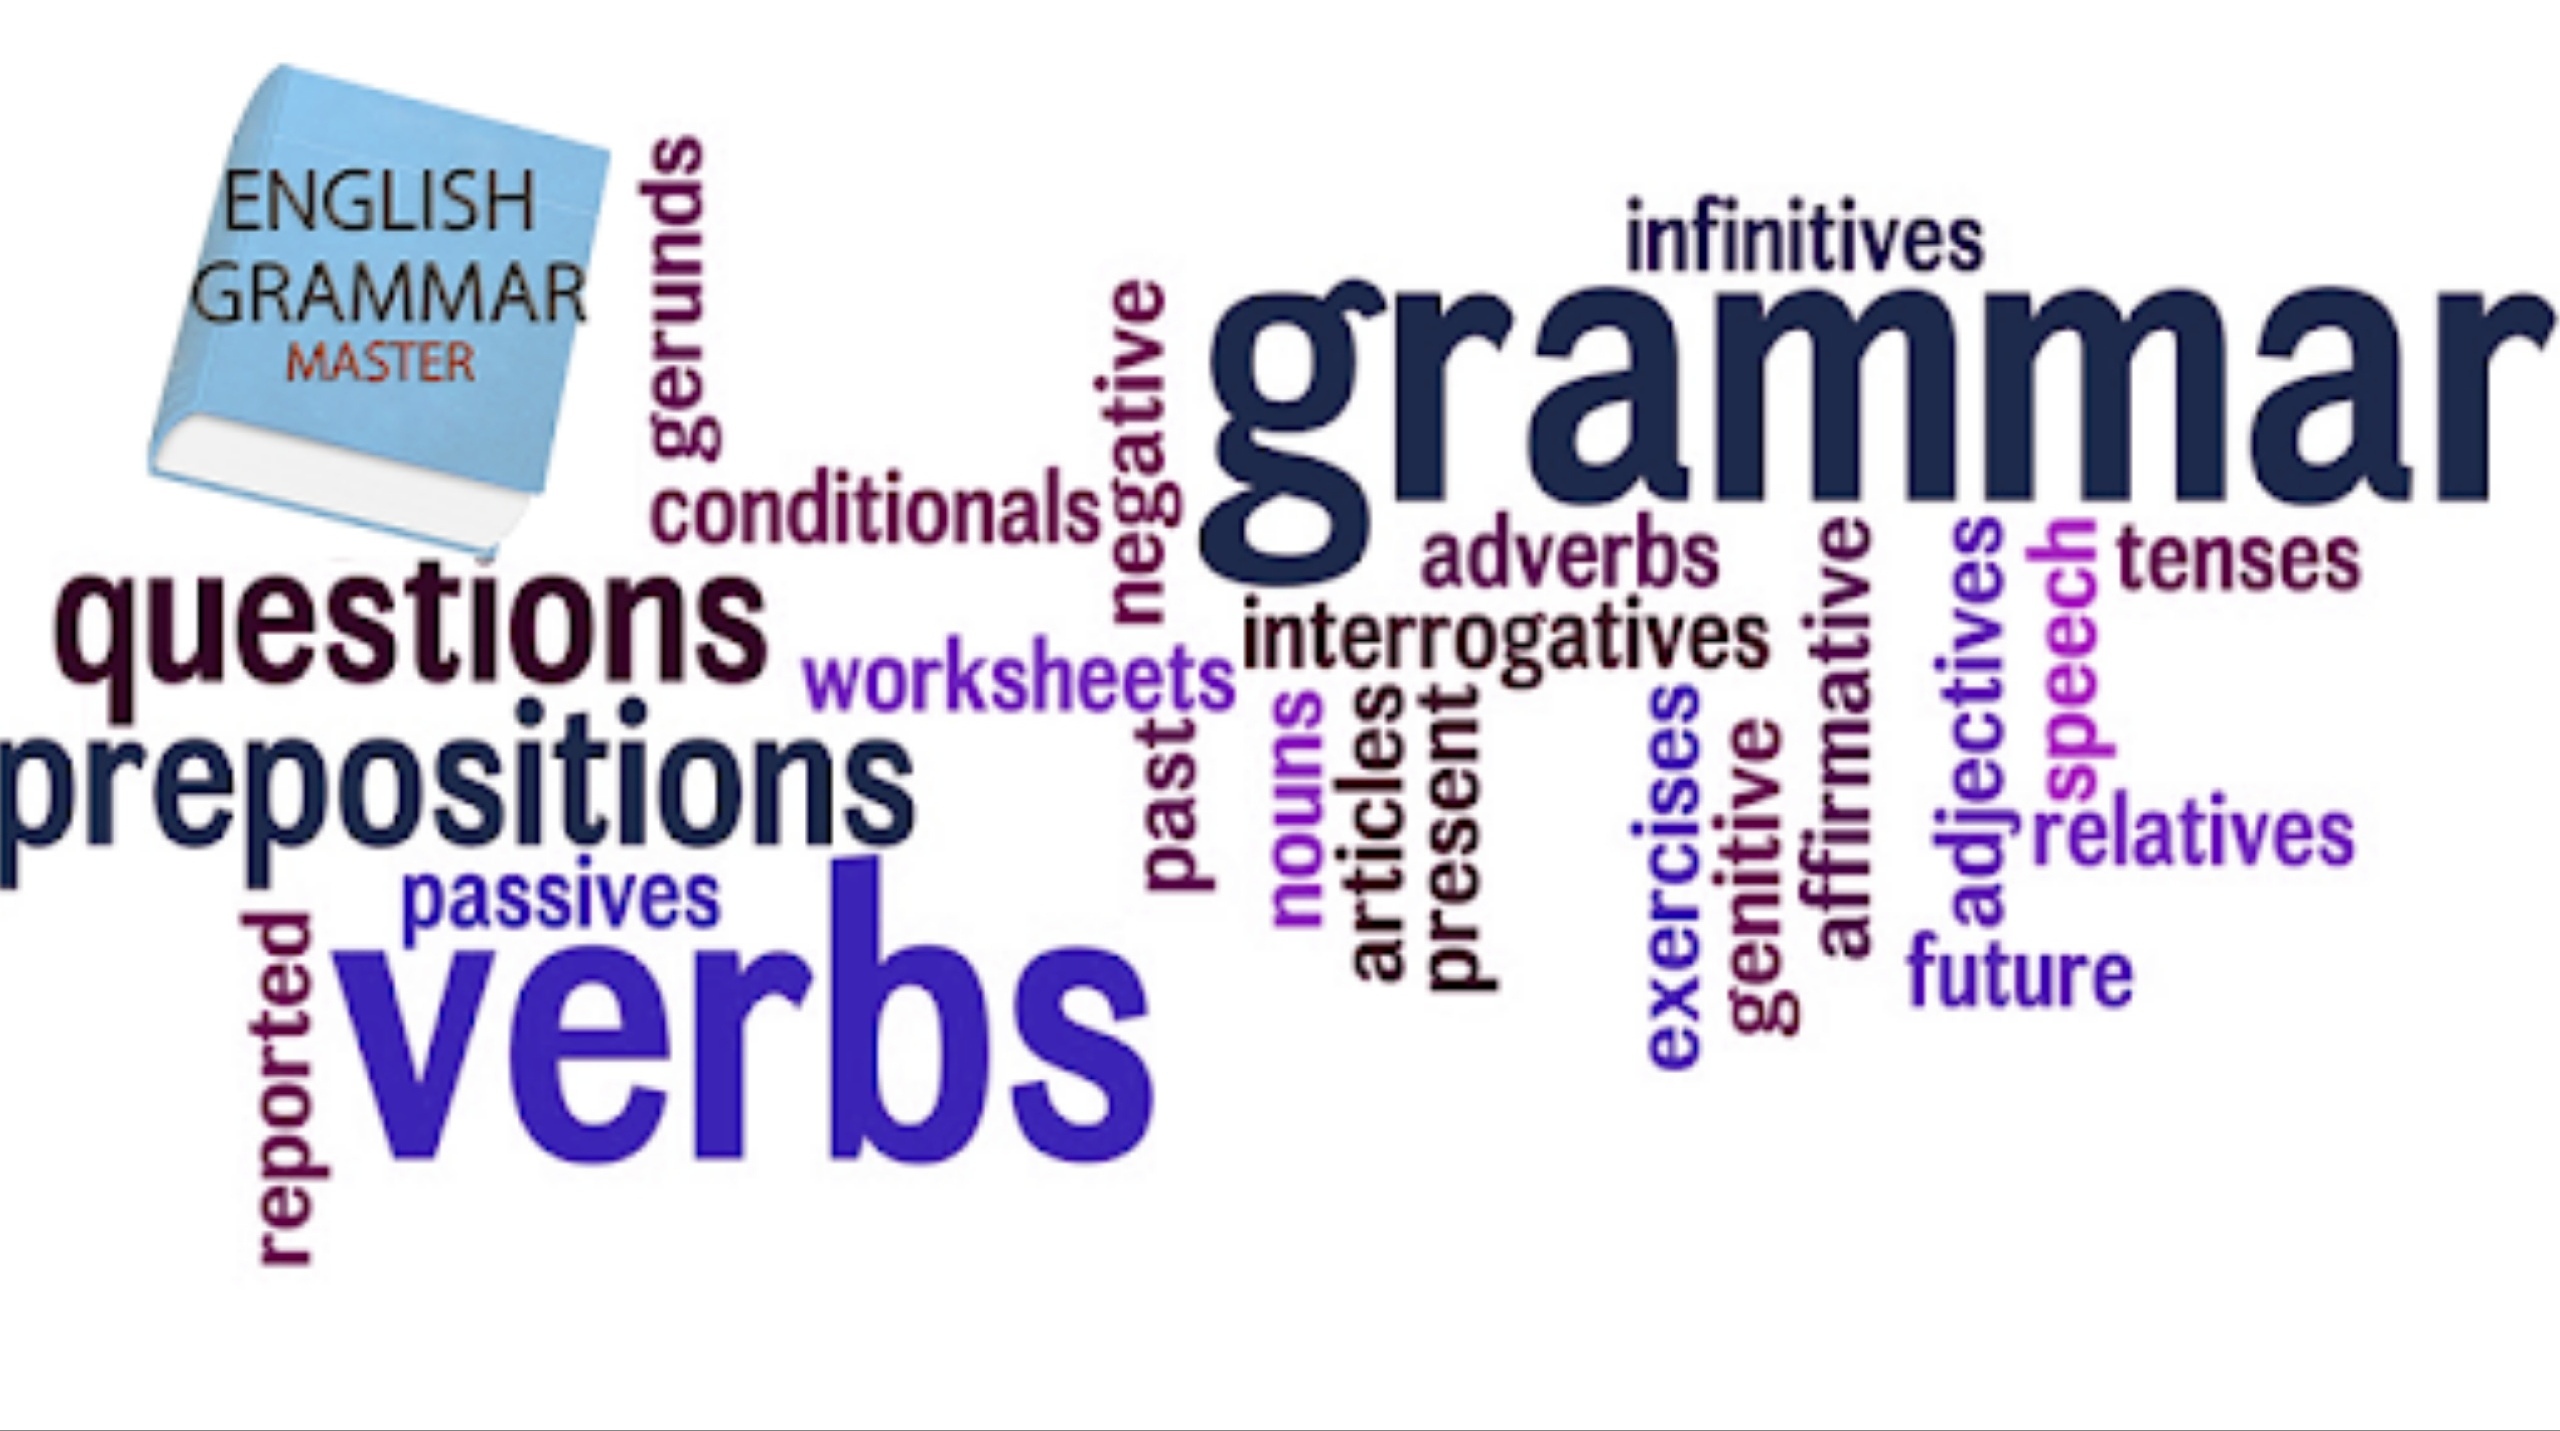 ENGLISH
GRAMMAR
MASTER
gerunds
conditionals
negative
infinitives
grammar
questions
worksheets
adverbs
interrogatives
affirmative
adjectives
speech
tenses
prepositions
past
nouns
articles
present
exercises
genitive
relatives
future
passives
verbs
reported